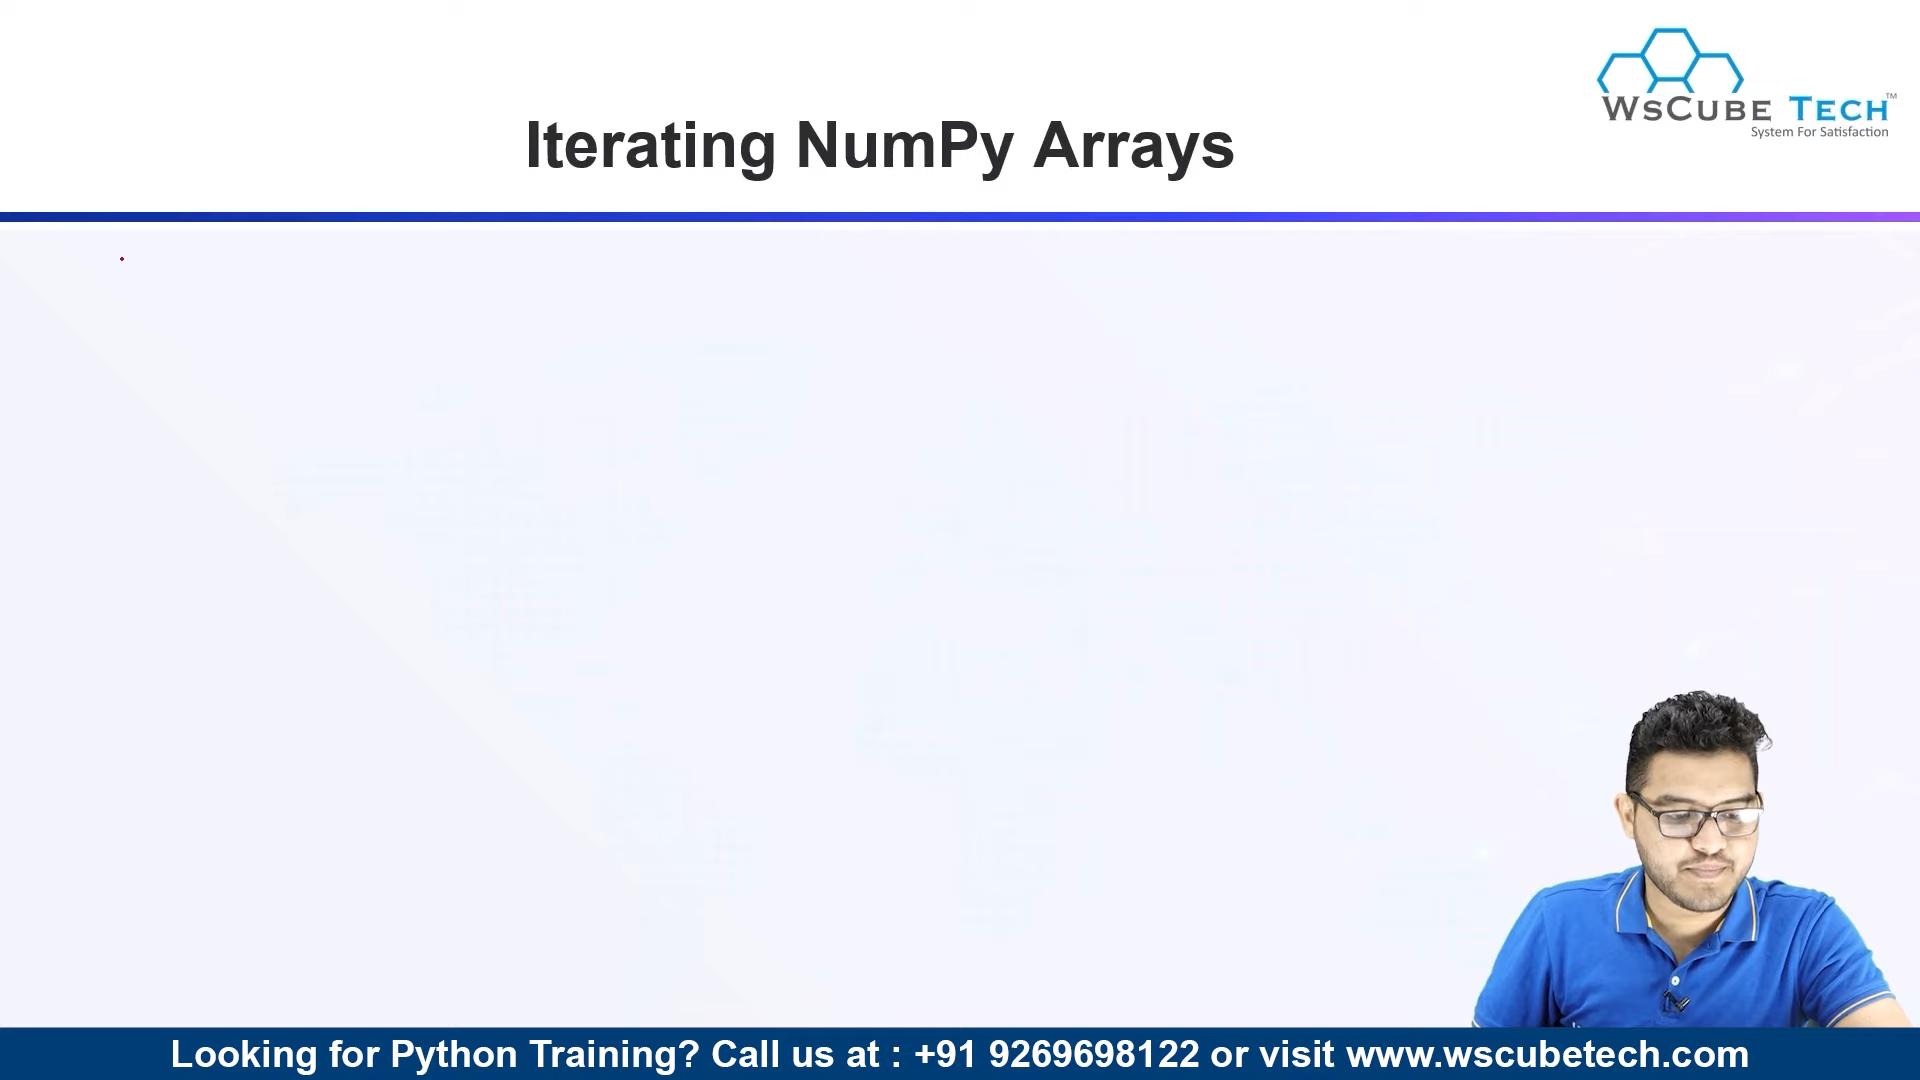 WSCUBE TECH™
System For Satisfaction
Iterating NumPy Arrays
Looking for Python Training? Call us at : +91 9269698122 or visit www.wscubetech.com